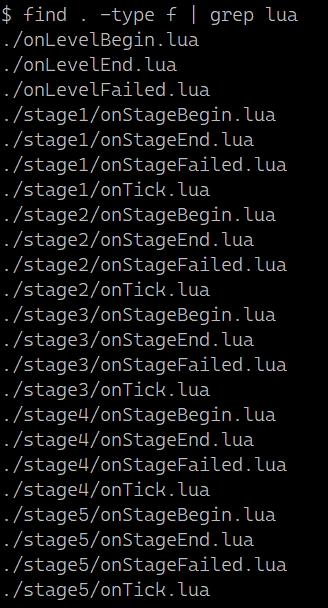 $ find . -type f | grep lua
./onLevelBegin.lua
./onLevelEnd.lua
./onLevelFailed.lua
./stage1/onStageBegin.lua
./stage1/onStageEnd.lua
./stage1/onStageFailed.lua
./stage1/onTick.lua
./stage2/onStageBegin.lua
./stage2/onStageEnd.lua
./stage2/onStageFailed.lua
./stage2/onTick.lua
./stage3/onStageBegin.lua
./stage3/onStageEnd.lua
./stage3/onStageFailed.lua
./stage3/onTick.lua
./stage4/onStageBegin.lua
./stage4/onStageEnd.lua
./stage4/onStageFailed.lua
./stage4/onTick.lua
./stage5/onStageBegin.lua
./stage5/onStageEnd.lua
./stage5/onStageFailed.lua
./stage5/onTick.lua